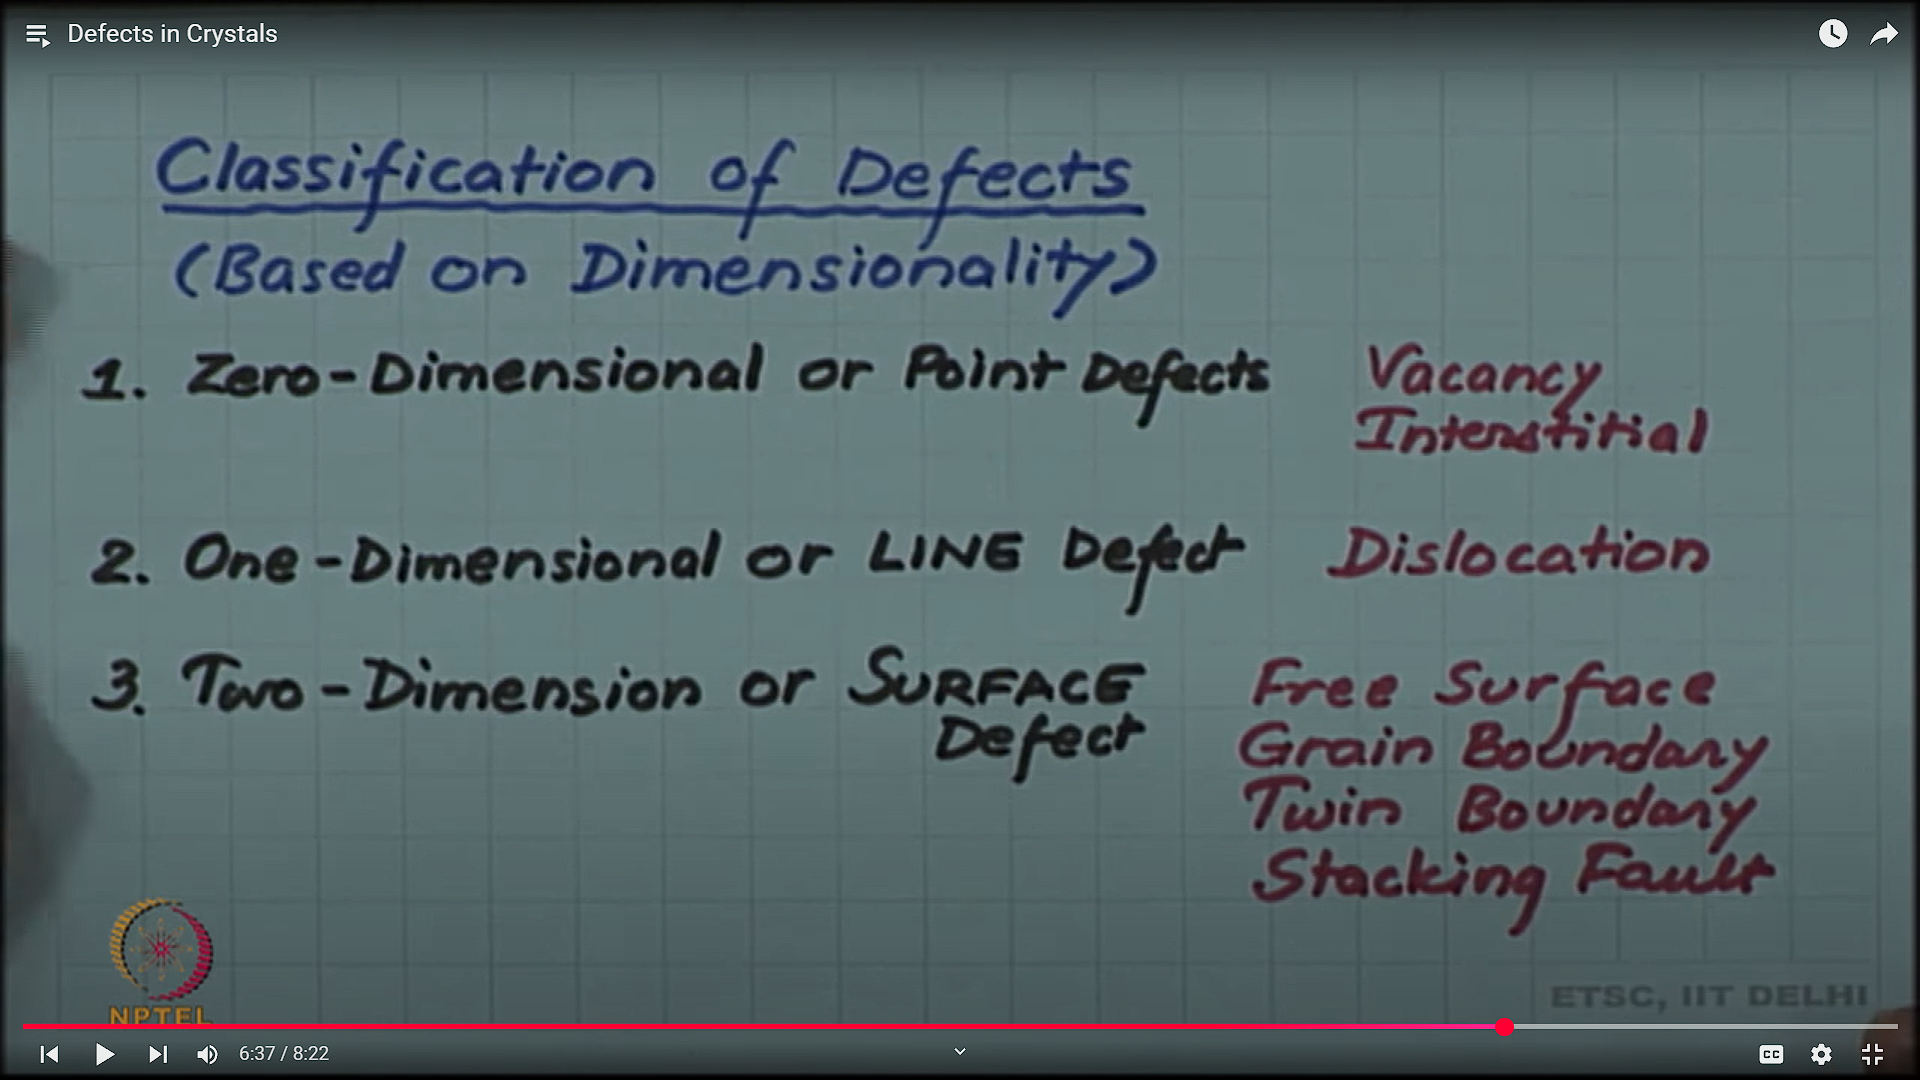 Defects in Crystals
Classification of Defects
(Based on Dimensionality)
1. Zero-Dimensional or Point Defects Vacancy
Interstitial
2. One-Dimensional or LINE Defect Dislocation
3. Two-Dimension or SURFACE Free Surface
Defect Grain Boundary
Twin Boundary
Stacking Fault
NPTEL
ETSC, IIT DELHI
6:37 / 8:22
CC